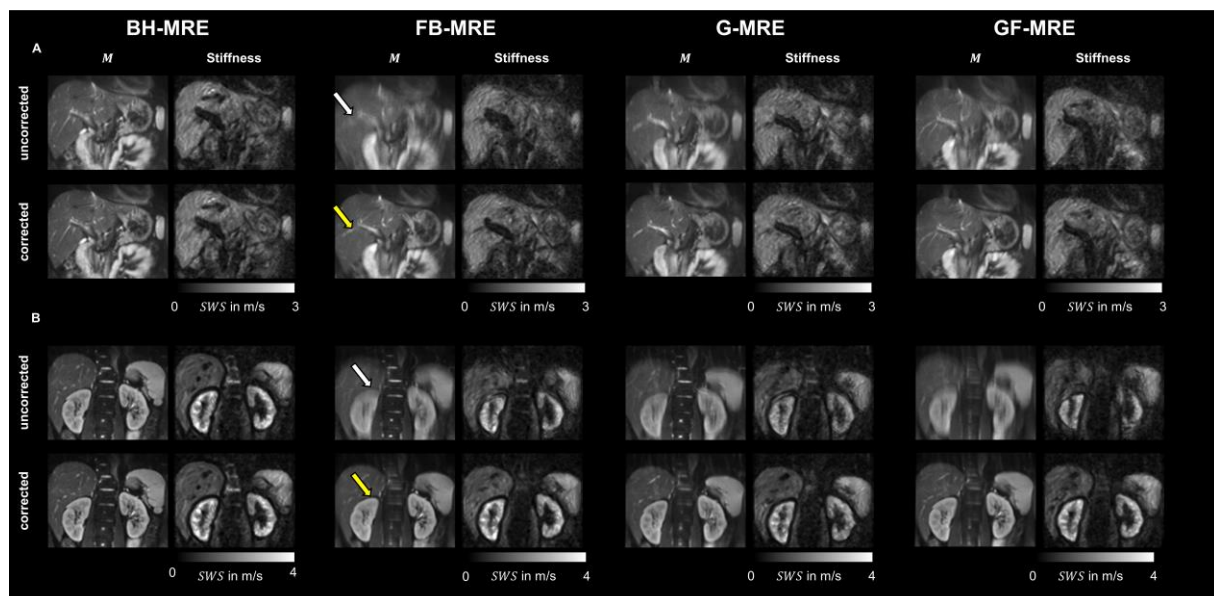 BH-MRE FB-MRE G-MRE GF-MRE
A
M Stiffness M Stiffness M Stiffness M Stiffness
uncorrected
corrected
0 SWS in m/s 3 0 SWS in m/s 3 0 SWS in m/s 3 0 SWS in m/s 3
B
uncorrected
corrected
0 SWS in m/s 4 0 SWS in m/s 4 0 SWS in m/s 4 0 SWS in m/s 4